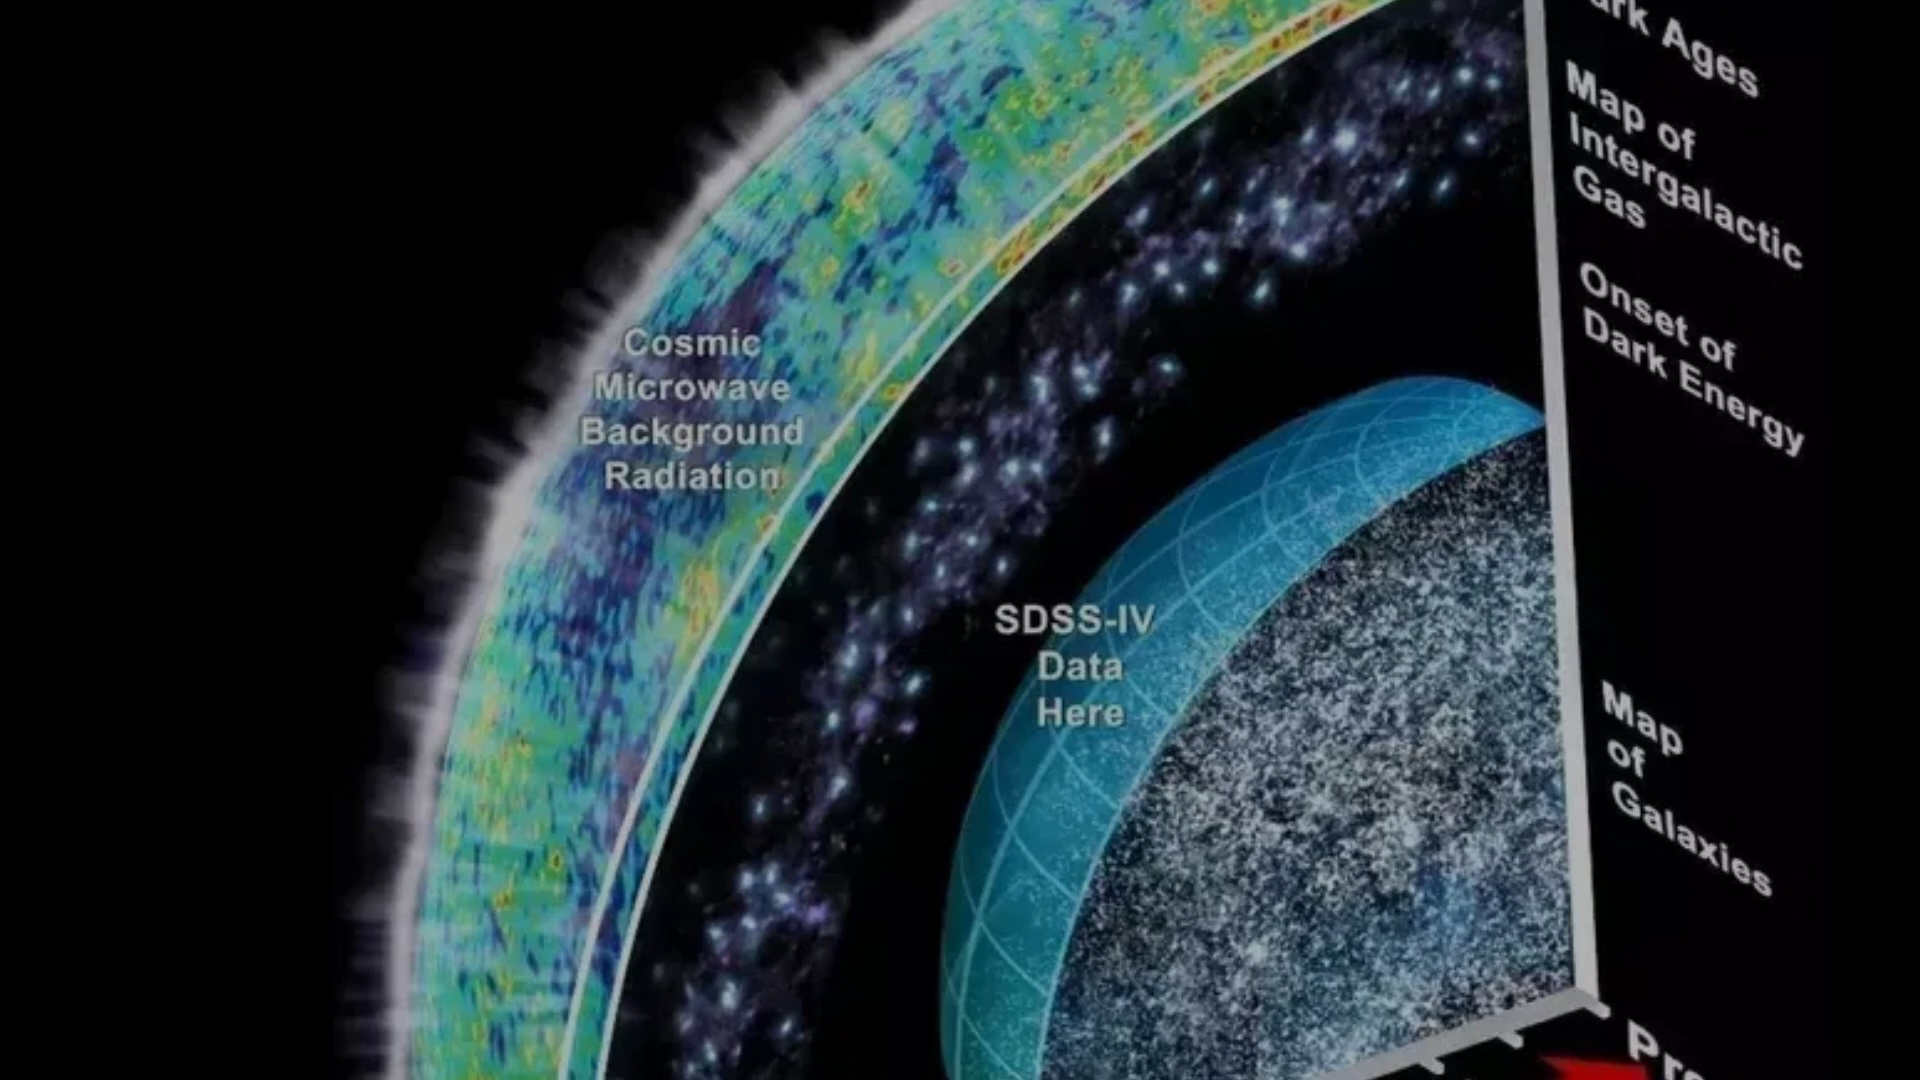 Ages
Map of
Intergalactic
Gas
Onset of
Dark Energy
Cosmic
Microwave
Background
Radiation
SDSS-IV
Data
Here
Map
of
Galaxies